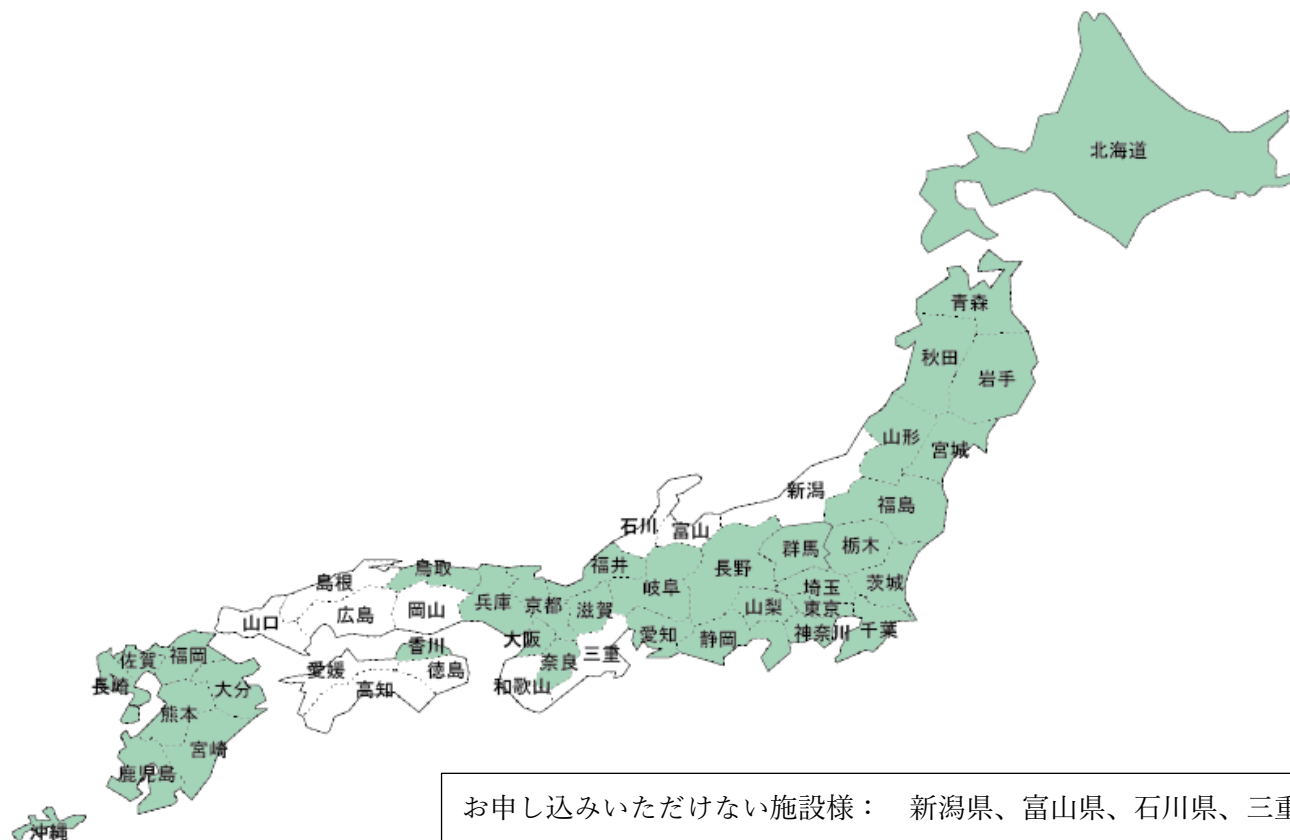 北海道
青森
秋田
岩手
山形
宮城
新潟
福島
石川
富山
群馬
栃木
福井
長野
鳥取
岐阜
埼玉
茨城
島根
兵庫
京都
滋賀
山梨
東京
岡山
広島
山口
大阪
愛知
静岡
神奈川
千葉
香川
奈良
三重
佐賀
福岡
愛媛
徳島
長崎
大分
高知
和歌山
熊本
宮崎
鹿児島
沖縄
お申し込みいただけない施設様： 新潟県、富山県、石川県、三重